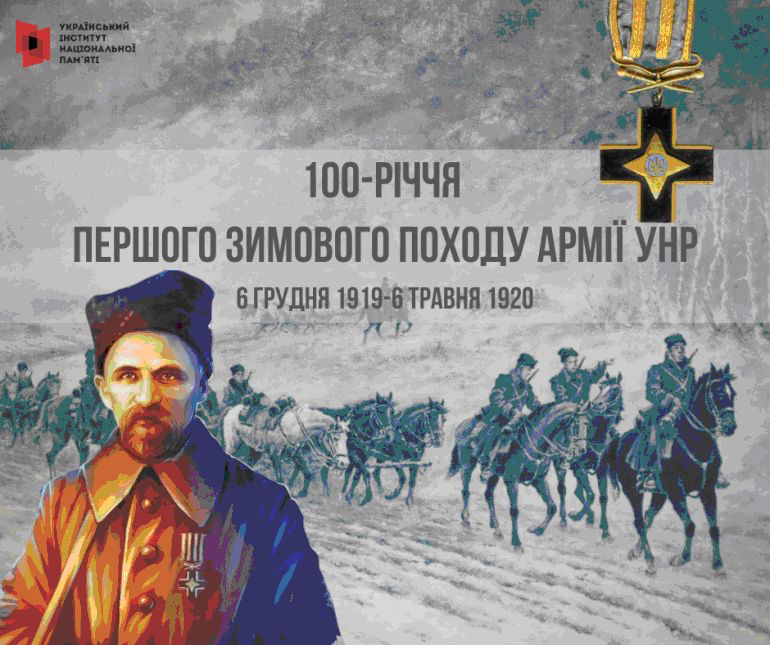 УКРАЇНСЬКИЙ
ІНСТИТУТ
НАЦІОНАЛЬНОЇ
ПАМ'ЯТІ
100-РІЧЧЯ
ПЕРШОГО ЗИМОВОГО ПОХОДУ АРМІЇ УНР
6 ГРУДНЯ 1919-6 ТРАВНЯ 1920